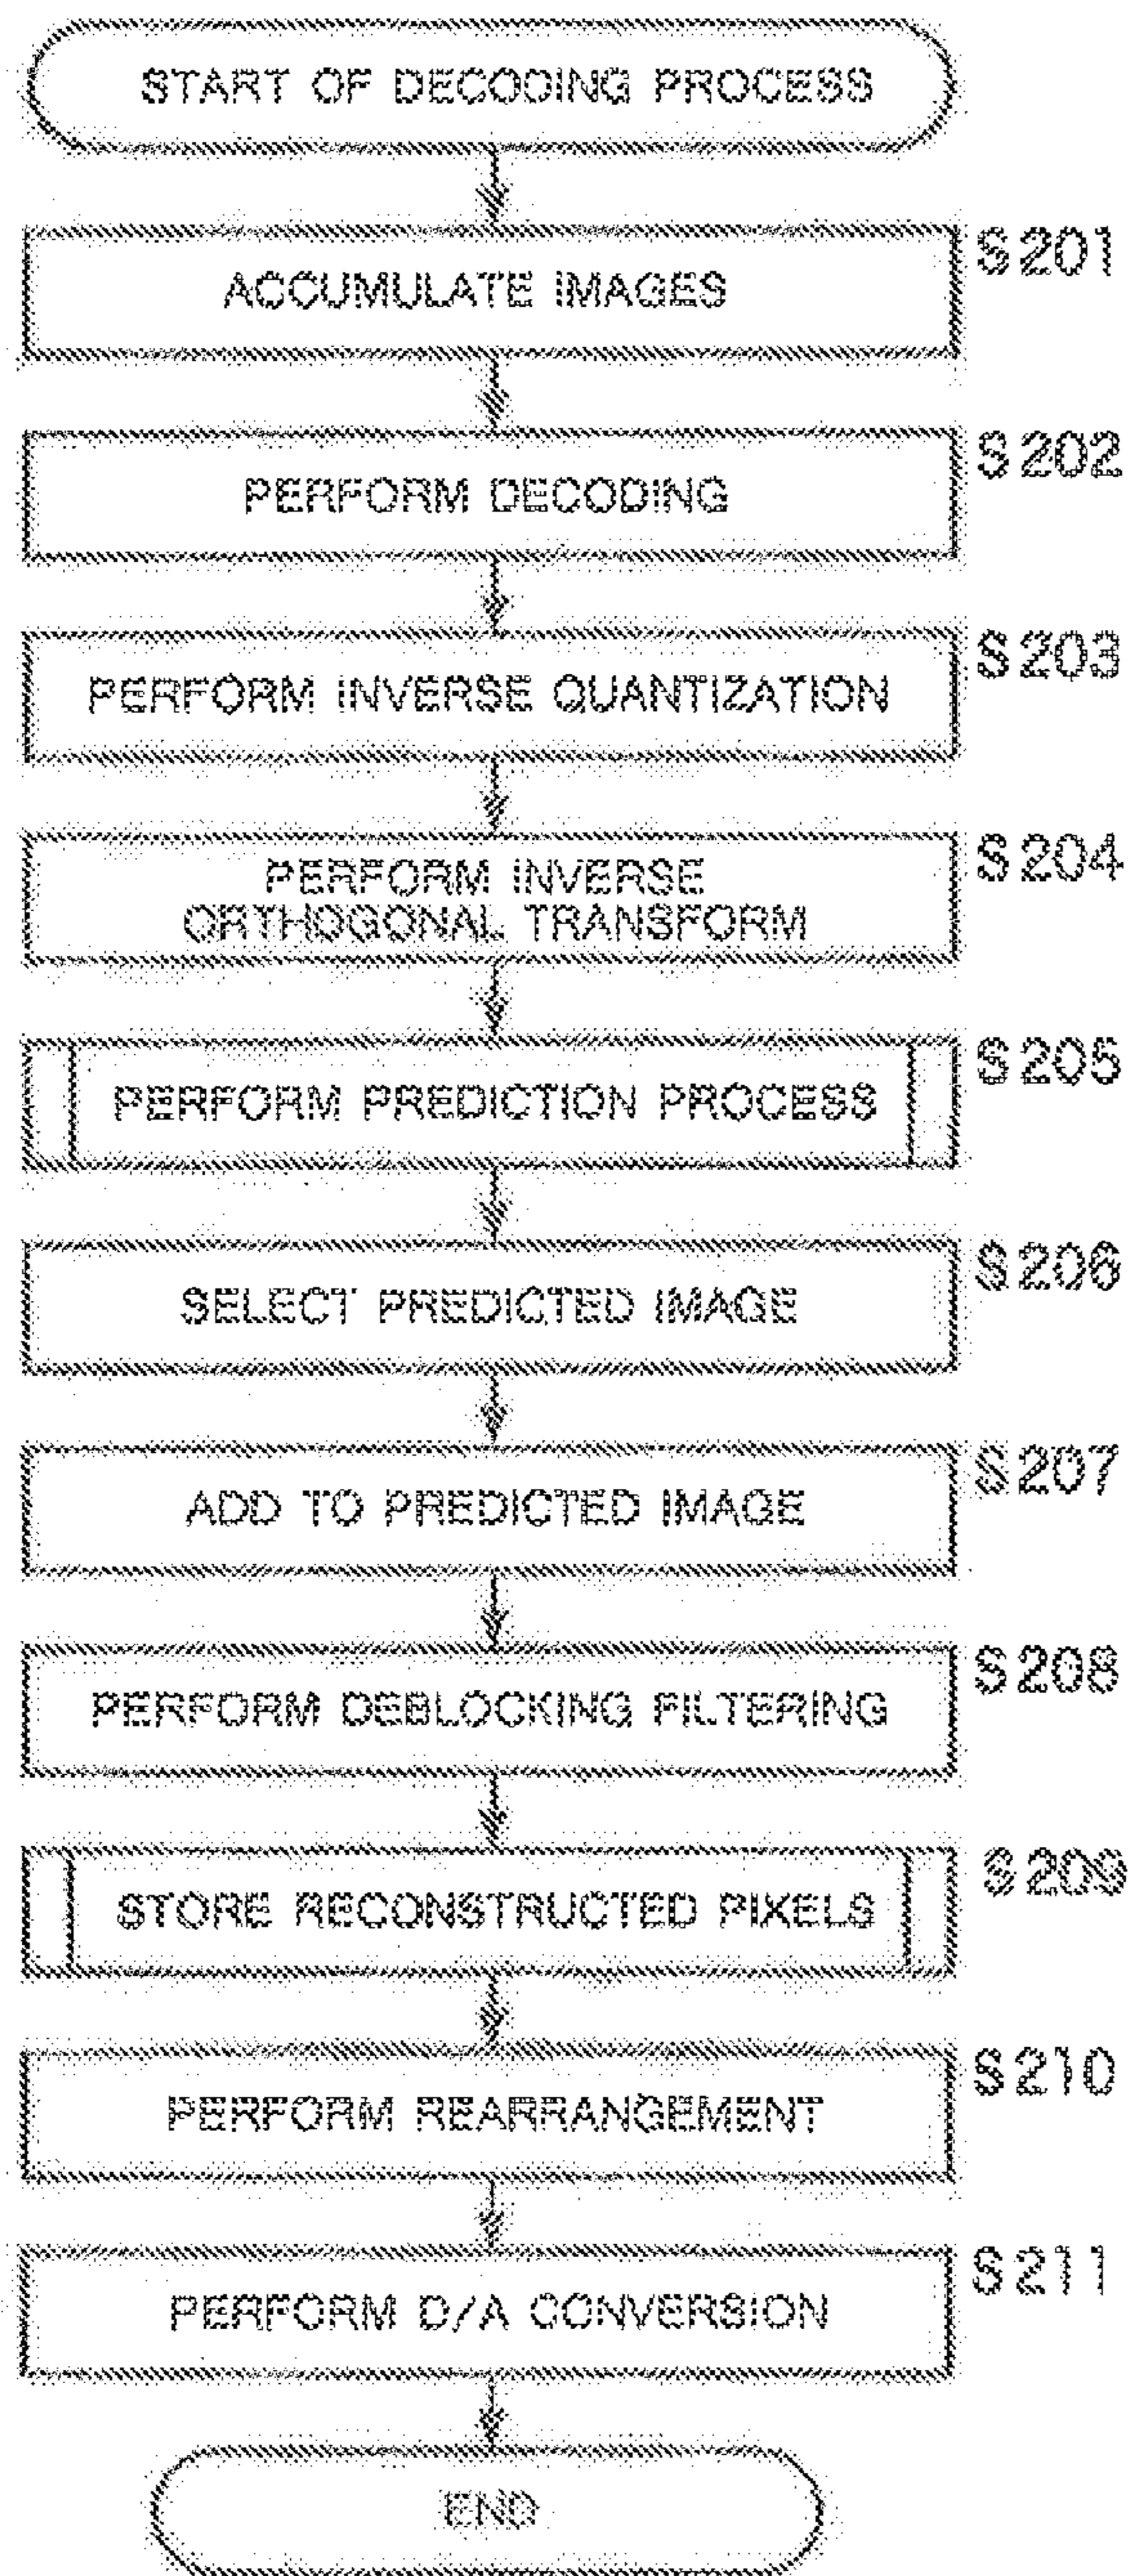 START OF DECODING PROCESS
S201
ACCUMULATE IMAGES
S202
PERFORM DECODING
S203
PERFORM INVERSE QUANTIZATION
S204
PERFORM INVERSE
ORTHOGONAL TRANSFORM
S205
PERFORM PREDICTION PROCESS
S206
SELECT PREDICTED IMAGE
S207
ADD TO PREDICTED IMAGE
S208
PERFORM DEBLOCKING FILTERING
S209
STORE RECONSTRUCTED PIXELS
S210
PERFORM REARRANGEMENT
S211
PERFORM D/A CONVERSION
END